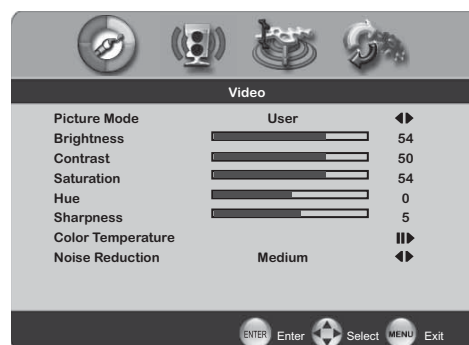 Video
Picture Mode User
Brightness 54
Contrast 50
Saturation 54
Hue 0
Sharpness 5
Color Temperature
Noise Reduction Medium
ENTER Enter Select MENU Exit